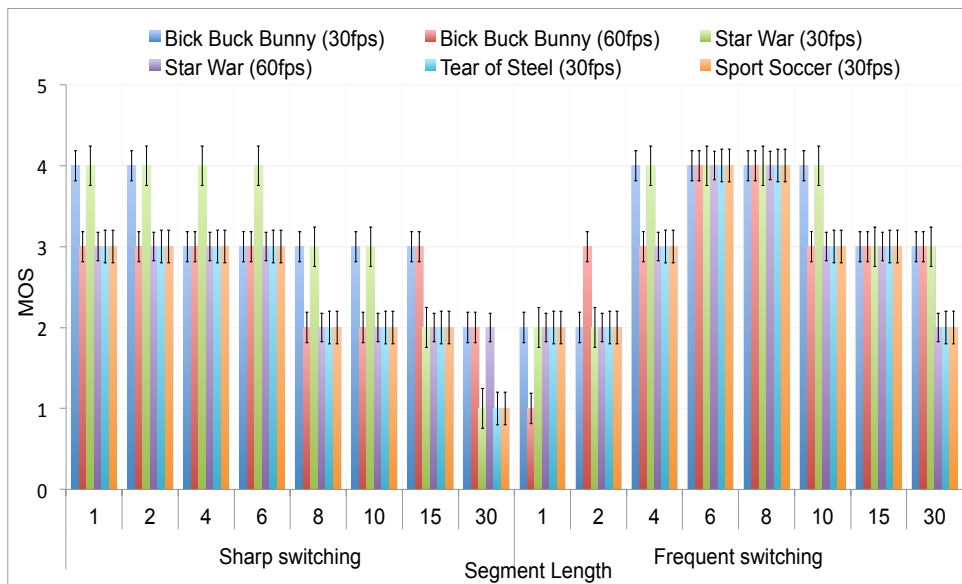 Bick Buck Bunny (30fps) Bick Buck Bunny (60fps) Star War (30fps)
Star War (60fps) Tear of Steel (30fps) Sport Soccer (30fps)
5
4
3
2
1
0
MOS
1 2 4 6 8 10 15 30 1 2 4 6 8 10 15 30
Sharp switching Frequent switching
Segment Length